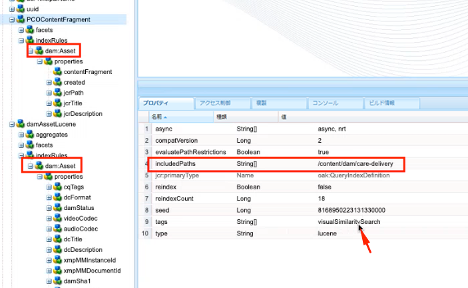 uuid
PCOContentFragment
facets
indexRules
dam:Asset
properties
contentFragment
created
jcrPath
jcrTitle
jcrDescription
damAssetLucene
aggregates
facets
indexRules
dam:Asset
properties
cqTags
dcFormat
damStatus
videoCodec
audioCodec
dcTitle
dcDescription
xmpMMInstanceId
xmpMMDocumentId
damSha1
プロパティ アクセス制御 複製 コンソール ビルド情報
名前 種類 値
1 async String[] async, nrt
2 compatVersion Long 2
3 evaluatePathRestrictions Boolean true
4 includedPaths String[] /content/dam/care-delivery
5 jcr:primaryType Name oak:QueryIndexDefinition
6 reindex Boolean false
7 reindexCount Long 18
8 seed Long 8168950223131330000
9 tags String[] visualSimilaritySearch
10 type String lucene